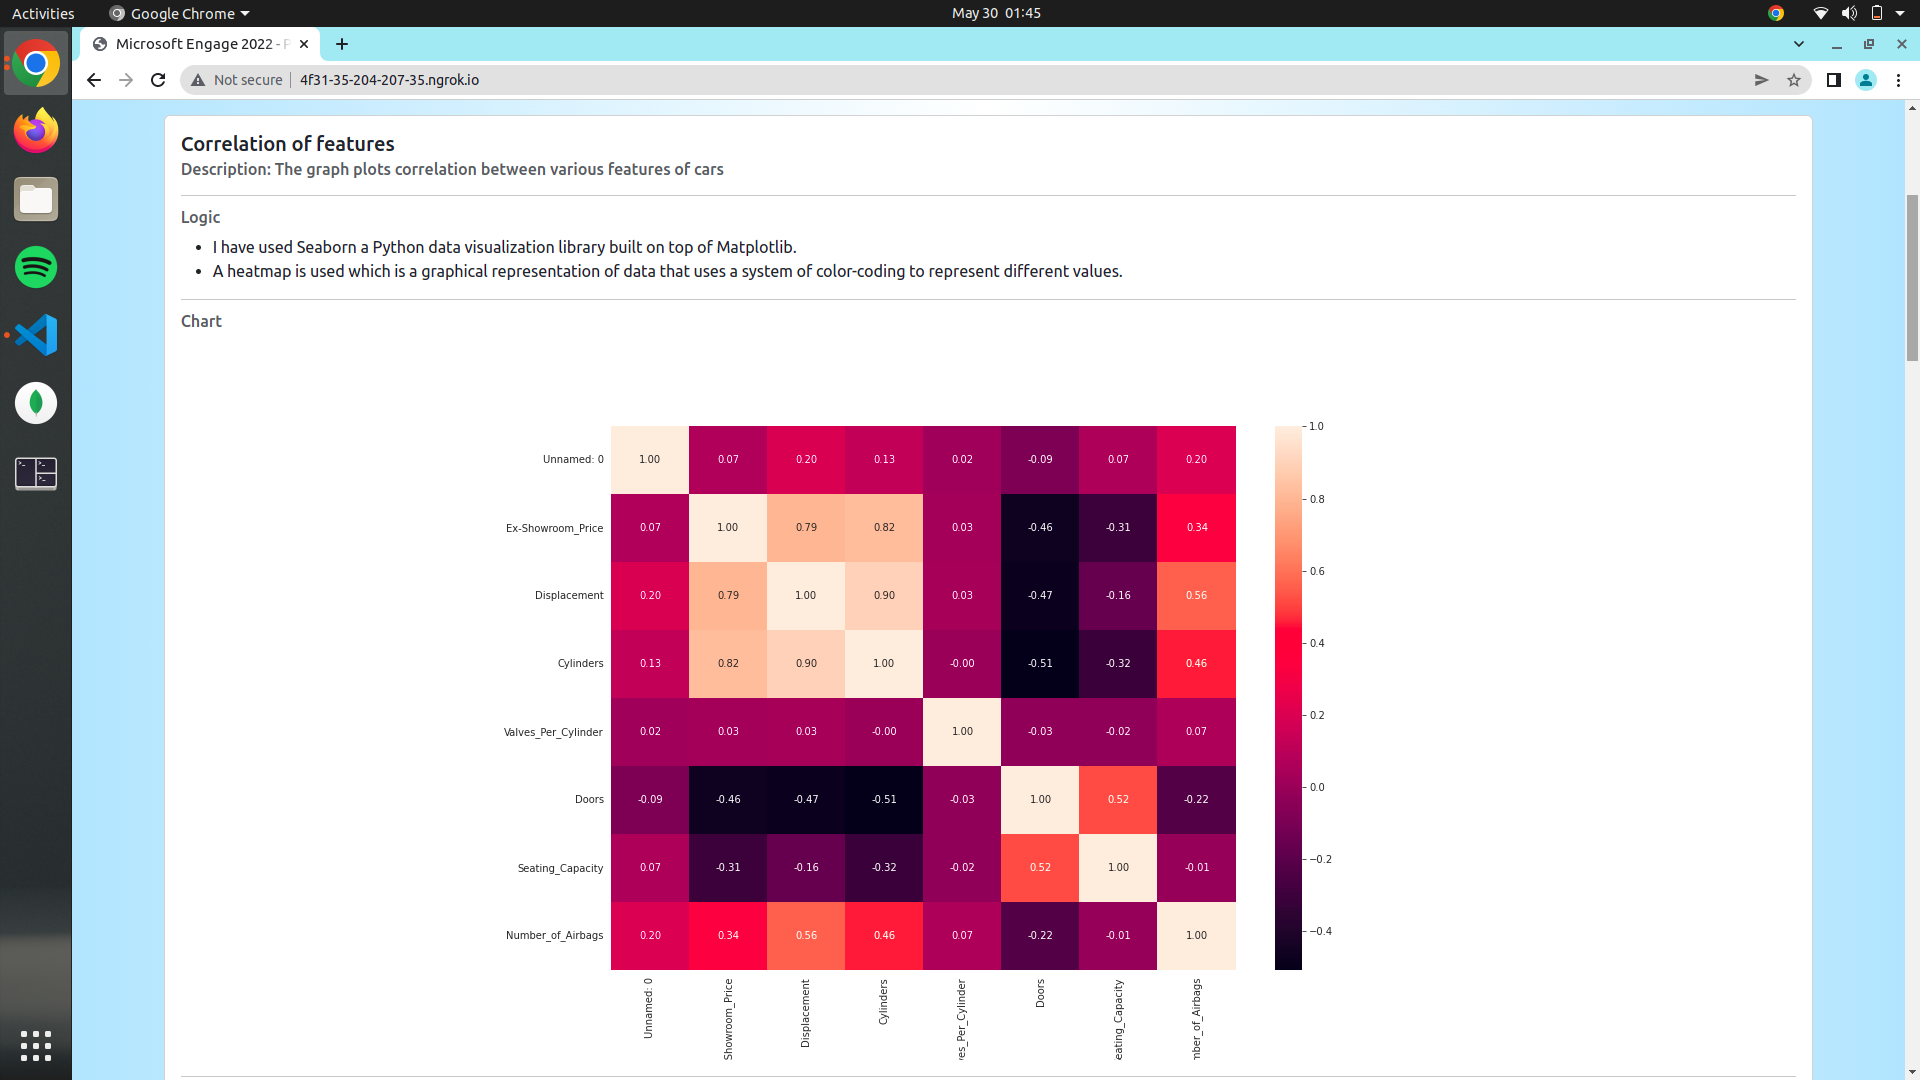 Activities
Google Chrome
May 30 01:45
Microsoft Engage 2022 - P
Not secure
4f31-35-204-207-35.ngrok.io
Correlation of features
Description: The graph plots correlation between various features of cars
Logic
• I have used Seaborn a Python data visualization library built on top of Matplotlib.
• A heatmap is used which is a graphical representation of data that uses a system of color-coding to represent different values.
Chart
Unnamed: 0 1.00 0.07 0.20 0.13 0.02 -0.09 0.07 0.20
Ex-Showroom_Price 0.07 1.00 0.79 0.82 0.03 -0.46 -0.31 0.34
Displacement 0.20 0.79 1.00 0.90 0.03 -0.47 -0.16 0.56
Cylinders 0.13 0.82 0.90 1.00 -0.00 -0.51 -0.32 0.46
Valves_Per_Cylinder 0.02 0.03 0.03 -0.00 1.00 -0.03 -0.02 0.07
Doors -0.09 -0.46 -0.47 -0.51 -0.03 1.00 0.52 -0.22
Seating_Capacity 0.07 -0.31 -0.16 -0.32 -0.02 0.52 1.00 -0.01
Number_of_Airbags 0.20 0.34 0.56 0.46 0.07 -0.22 -0.01 1.00
Unnamed: 0
Showroom_Price
Displacement
Cylinders
es_Per_Cylinder
Doors
eating_Capacity
mber_of_Airbags
1.0
0.8
0.6
0.4
0.2
0.0
−0.2
−0.4